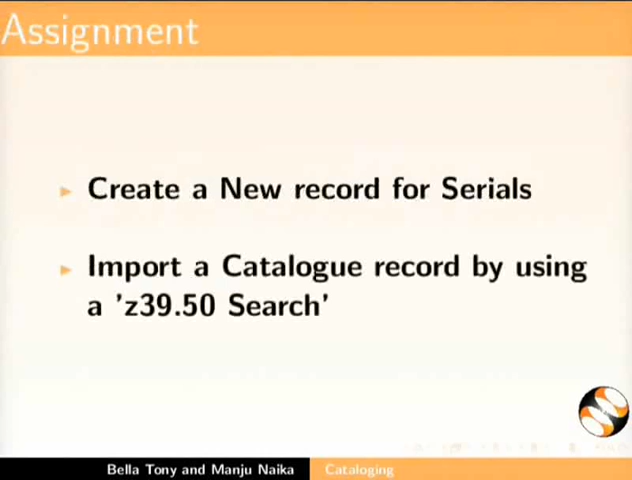 Assignment
Create a New record for Serials
Import a Catalogue record by using
a 'z39.50 Search'
Bella Tony and Manju Naika
Cataloging